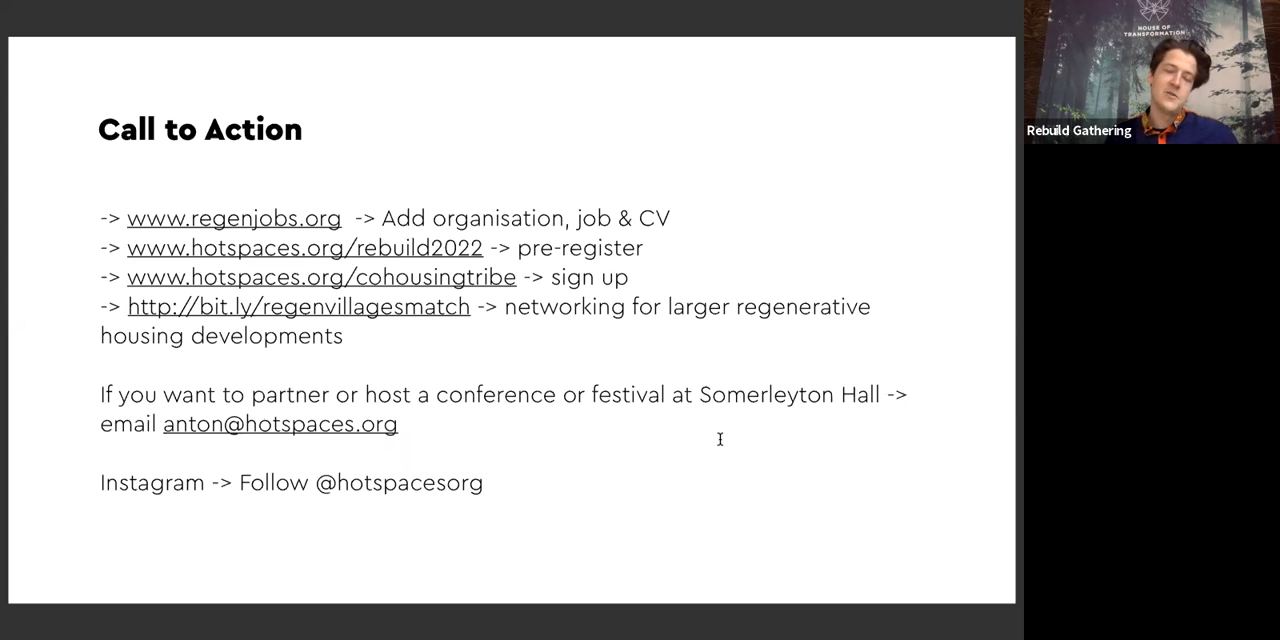 Call to Action
-> www.regenjobs.org -> Add organisation, job & CV
-> www.hotspaces.org/rebuild2022 -> pre-register
-> www.hotspaces.org/cohousingtribe -> sign up
-> http://bit.ly/regenvillagesmatch -> networking for larger regenerative
housing developments
If you want to partner or host a conference or festival at Somerleyton Hall ->
email anton@hotspaces.org
Instagram -> Follow @hotspacesorg
HOUSE OF
TRANSFORMATION
Rebuild Gathering